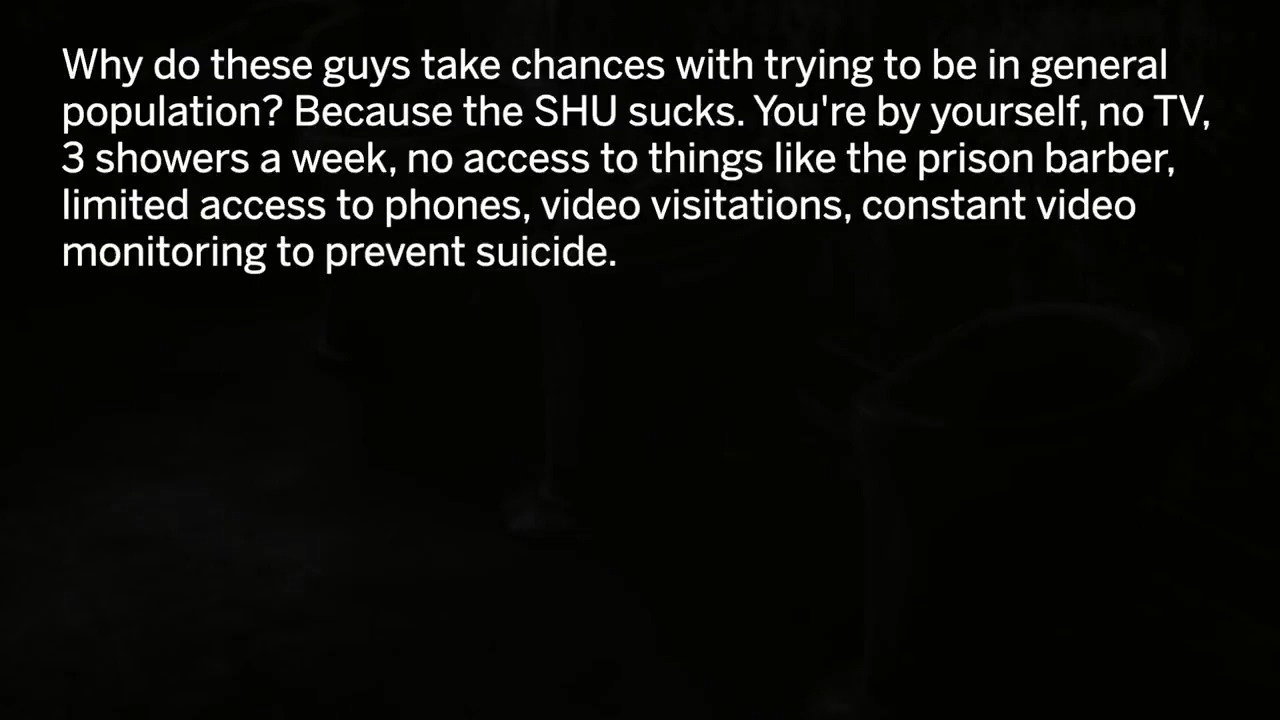 Why do these guys take chances with trying to be in general
population? Because the SHU sucks. You're by yourself, no TV,
3 showers a week, no access to things like the prison barber,
limited access to phones, video visitations, constant video
monitoring to prevent suicide.